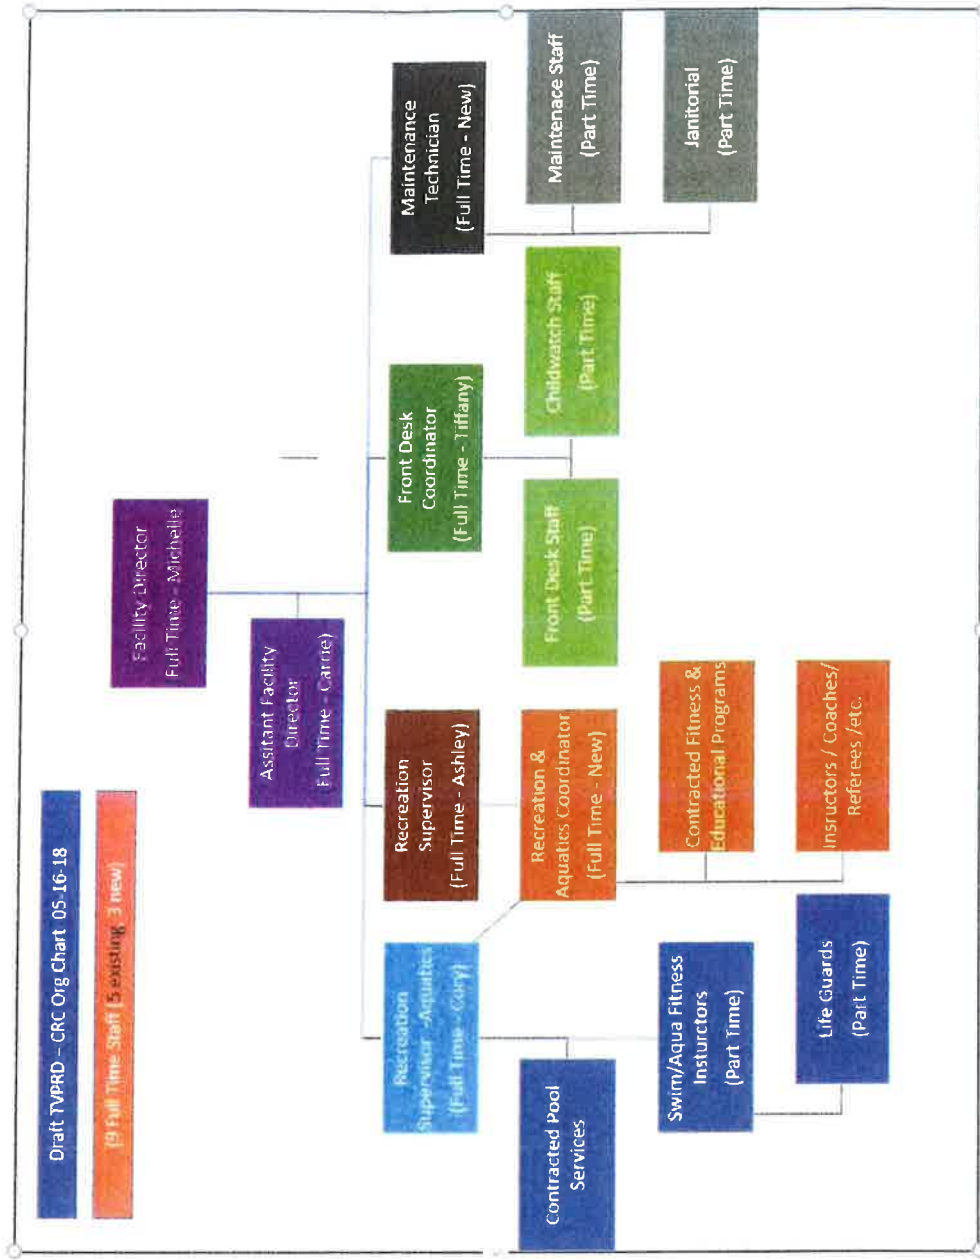 Draft TVPRD – CRC Org Chart 05-16-18
(9 Full Time Staff (5 existing 3 new)
Facility Director
Full Time - Michelle
Assitant Facility
Director
Full Time - Carrie
Recreation
Supervisor -Aquatics
(Full Time - Cory)
Recreation
Supervisor
(Full Time - Ashley)
Front Desk
Coordinator
(Full Time - Tiffany)
Maintenance
Technician
(Full Time - New)
Contracted Pool
Services
Recreation &
Aquatics Coordinator
(Full Time - New)
Front Desk Staff
(Part Time)
Childwatch Staff
(Part Time)
Maintenace Staff
(Part Time)
Swim/Aqua Fitness
Insturctors
(Part Time)
Contracted Fitness &
Educational Programs
Janitorial
(Part Time)
Life Guards
(Part Time)
Insructors / Coaches/
Referees /etc.